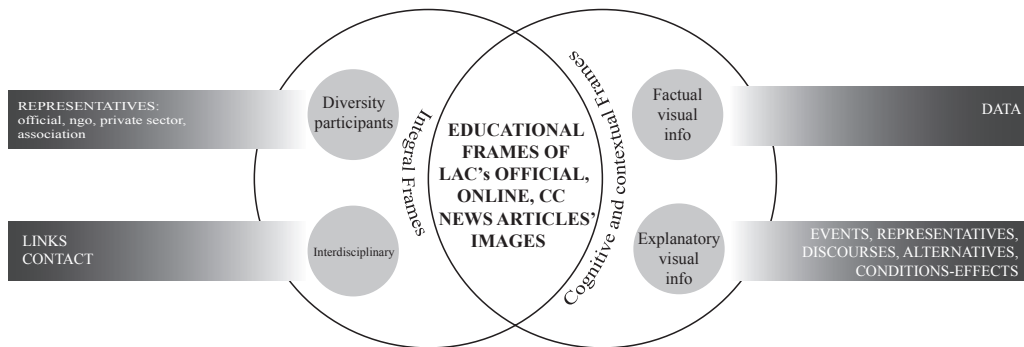 REPRESENTATIVES:
official, ngo, private sector,
association
Diversity
participants
LINKS
CONTACT
Interdisciplinary
Integral Frames
EDUCATIONAL
FRAMES OF
LAC's OFFICIAL,
ONLINE, CC
NEWS ARTICLES’
IMAGES
Cognitive and contextual Frames
Factual
visual
info
DATA
Explanatory
visual
info
EVENTS, REPRESENTATIVES,
DISCOURSES, ALTERNATIVES,
CONDITIONS-EFFECTS